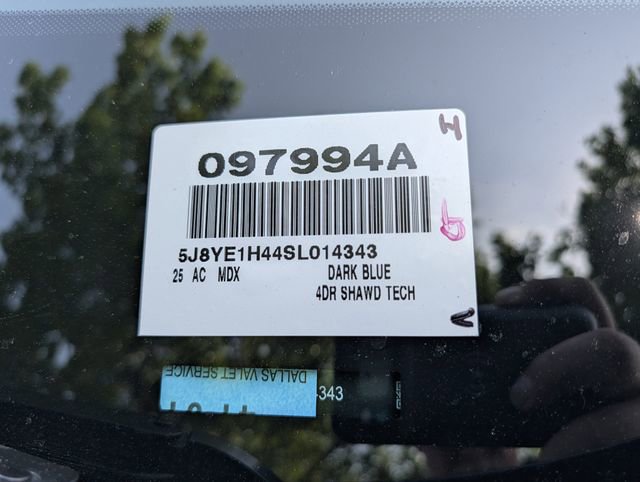 097994A
5J8YE1H44SL014343
25 AC MDX DARK BLUE
4DR SHAWD TECH
DALLAS VALET SERVICE
343